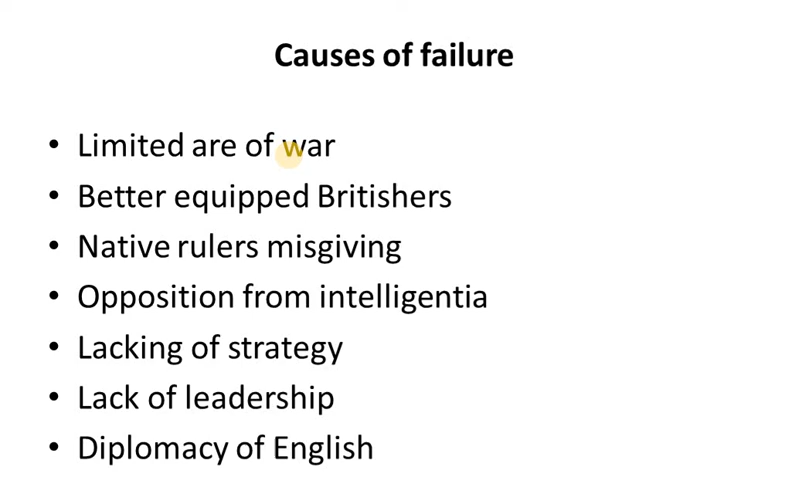 Causes of failure
• Limited are of war
• Better equipped Britishers
• Native rulers misgiving
• Opposition from intelligentia
• Lacking of strategy
• Lack of leadership
• Diplomacy of English